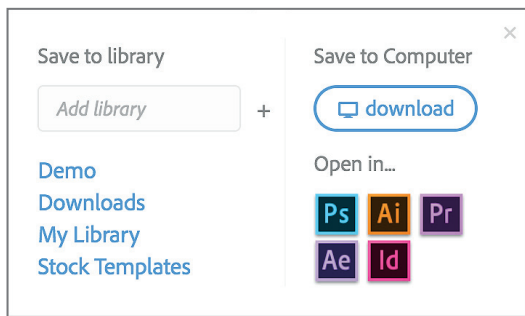 Save to library
Add library
+
Demo
Downloads
My Library
Stock Templates
Save to Computer
download
Open in...
Ps Ai Pr
Ae Id